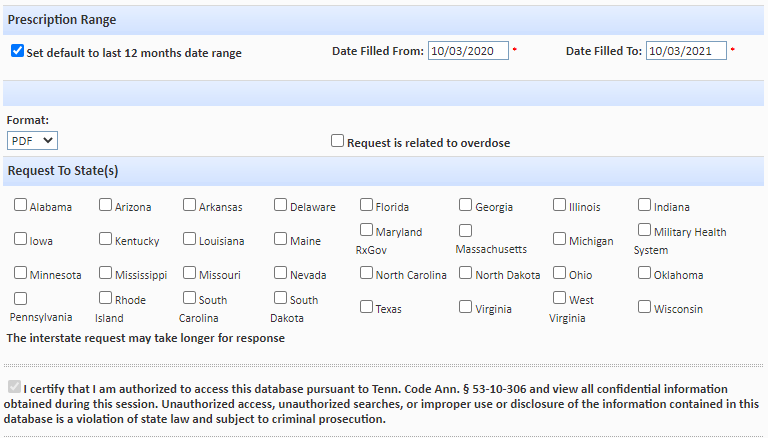 Prescription Range
Set default to last 12 months date range Date Filled From: 10/03/2020 * Date Filled To: 10/03/2021 *
Format:
PDF Request is related to overdose
Request To State(s)
Alabama Arizona Arkansas Delaware Florida Georgia Illinois Indiana
Iowa Kentucky Louisiana Maine Maryland RxGov Massachusetts Michigan Military Health System
Minnesota Mississippi Missouri Nevada North Carolina North Dakota Ohio Oklahoma
Pennsylvania Rhode Island South Carolina South Dakota Texas Virginia West Virginia Wisconsin
The interstate request may take longer for response
I certify that I am authorized to access this database pursuant to Tenn. Code Ann. § 53-10-306 and view all confidential information
obtained during this session. Unauthorized access, unauthorized searches, or improper use or disclosure of the information contained in this
database is a violation of state law and subject to criminal prosecution.